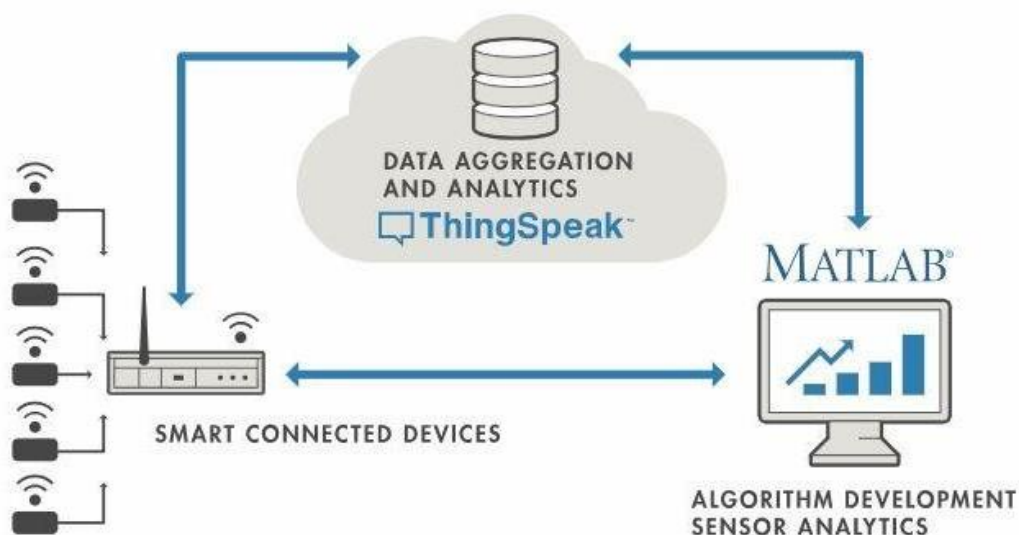 DATA AGGREGATION
AND ANALYTICS
ThingSpeak™
MATLAB®
SMART CONNECTED DEVICES
ALGORITHM DEVELOPMENT
SENSOR ANALYTICS